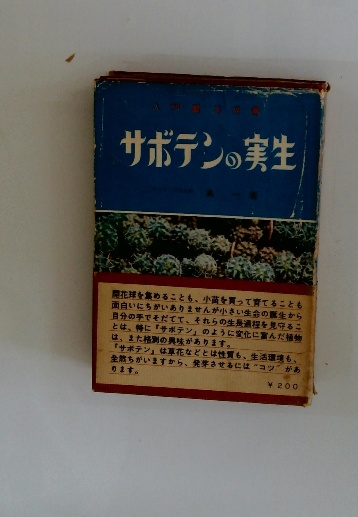 サボテンの実生
開花球を集めることも、小苗を買って育てることも
面白いにちがいありませんが小さい生命の誕生から
自分の手でそだてて、それらの生長過程を見守るこ
とは、特に『サボテン』のように変化に富んだ植物
は、また格別の興味があります。
『サボテン』は草花などとは性質も、生活環境も、
全然ちがいますから、発芽させるには“コツ”があ
ります。
￥200